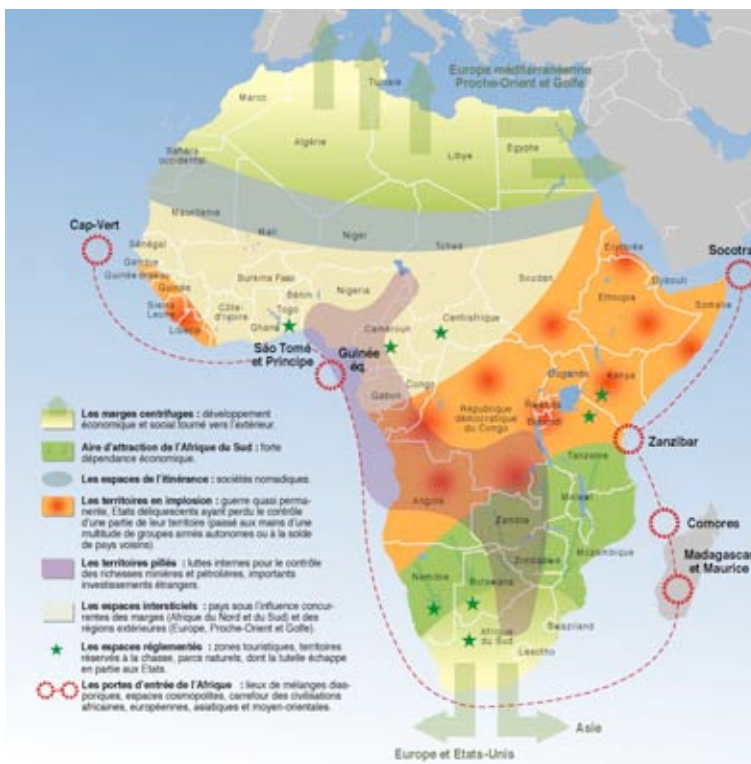 Europe méditerranéenne
Proche-Orient et Golfe
Tunisie
Maroc
Algérie
Libye
Egypte
Sahara
occidental
Mauritanie
Mali
Niger
Tchad
Soudan
Erythrée
Djibouti
Socotra
Cap-Vert
Sénégal
Gambie
Guinée-Bissau
Guinée
Sierra
Leone
Liberia
Côte-
d'Ivoire
Burkina Faso
Ghana
Togo
Bénin
Nigeria
Cameroun
Centrafrique
Ethiopie
Somalie
São Tomé
et Principe
Guinée
éq.
Gabon
Congo
République
démocratique
du Congo
Ouganda
Kenya
Rwanda
Burundi
Tanzanie
Zanzibar
Angola
Zambie
Malawi
Mozambique
Comores
Madagascar
et Maurice
Zimbabwe
Namibie
Botswana
Swaziland
Afrique
du Sud
Lesotho
Asie
Europe et Etats-Unis
Les marges centrifuges : développement
économique et social tourné vers l'extérieur.
Aire d'attraction de l'Afrique du Sud : forte
dépendance économique.
Les espaces de l'itinérance : sociétés nomadiques.
Les territoires en implosion : guerre quasi perma-
nente, Etats déliquescents ayant perdu le contrôle
d'une partie de leur territoire (passé aux mains d'une
multitude de groupes armés autonomes ou à la solde
de pays voisins).
Les territoires pillés : luttes internes pour le contrôle
des richesses minières et pétrolières, importants
investissements étrangers.
Les espaces intersticiels : pays sous l'influence concur-
rentes des marges (Afrique du Nord et du Sud) et des
régions extérieures (Europe, Proche-Orient et Golfe).
Les espaces réglementés : zones touristiques, territoires
réservés à la chasse, parcs naturels, dont la tutelle échappe
en partie aux Etats.
Les portes d'entrée de l'Afrique : lieux de mélanges dias-
poriques, espaces cosmopolites, carrefour des civilisations
africaines, européennes, asiatiques et moyen-orientales.